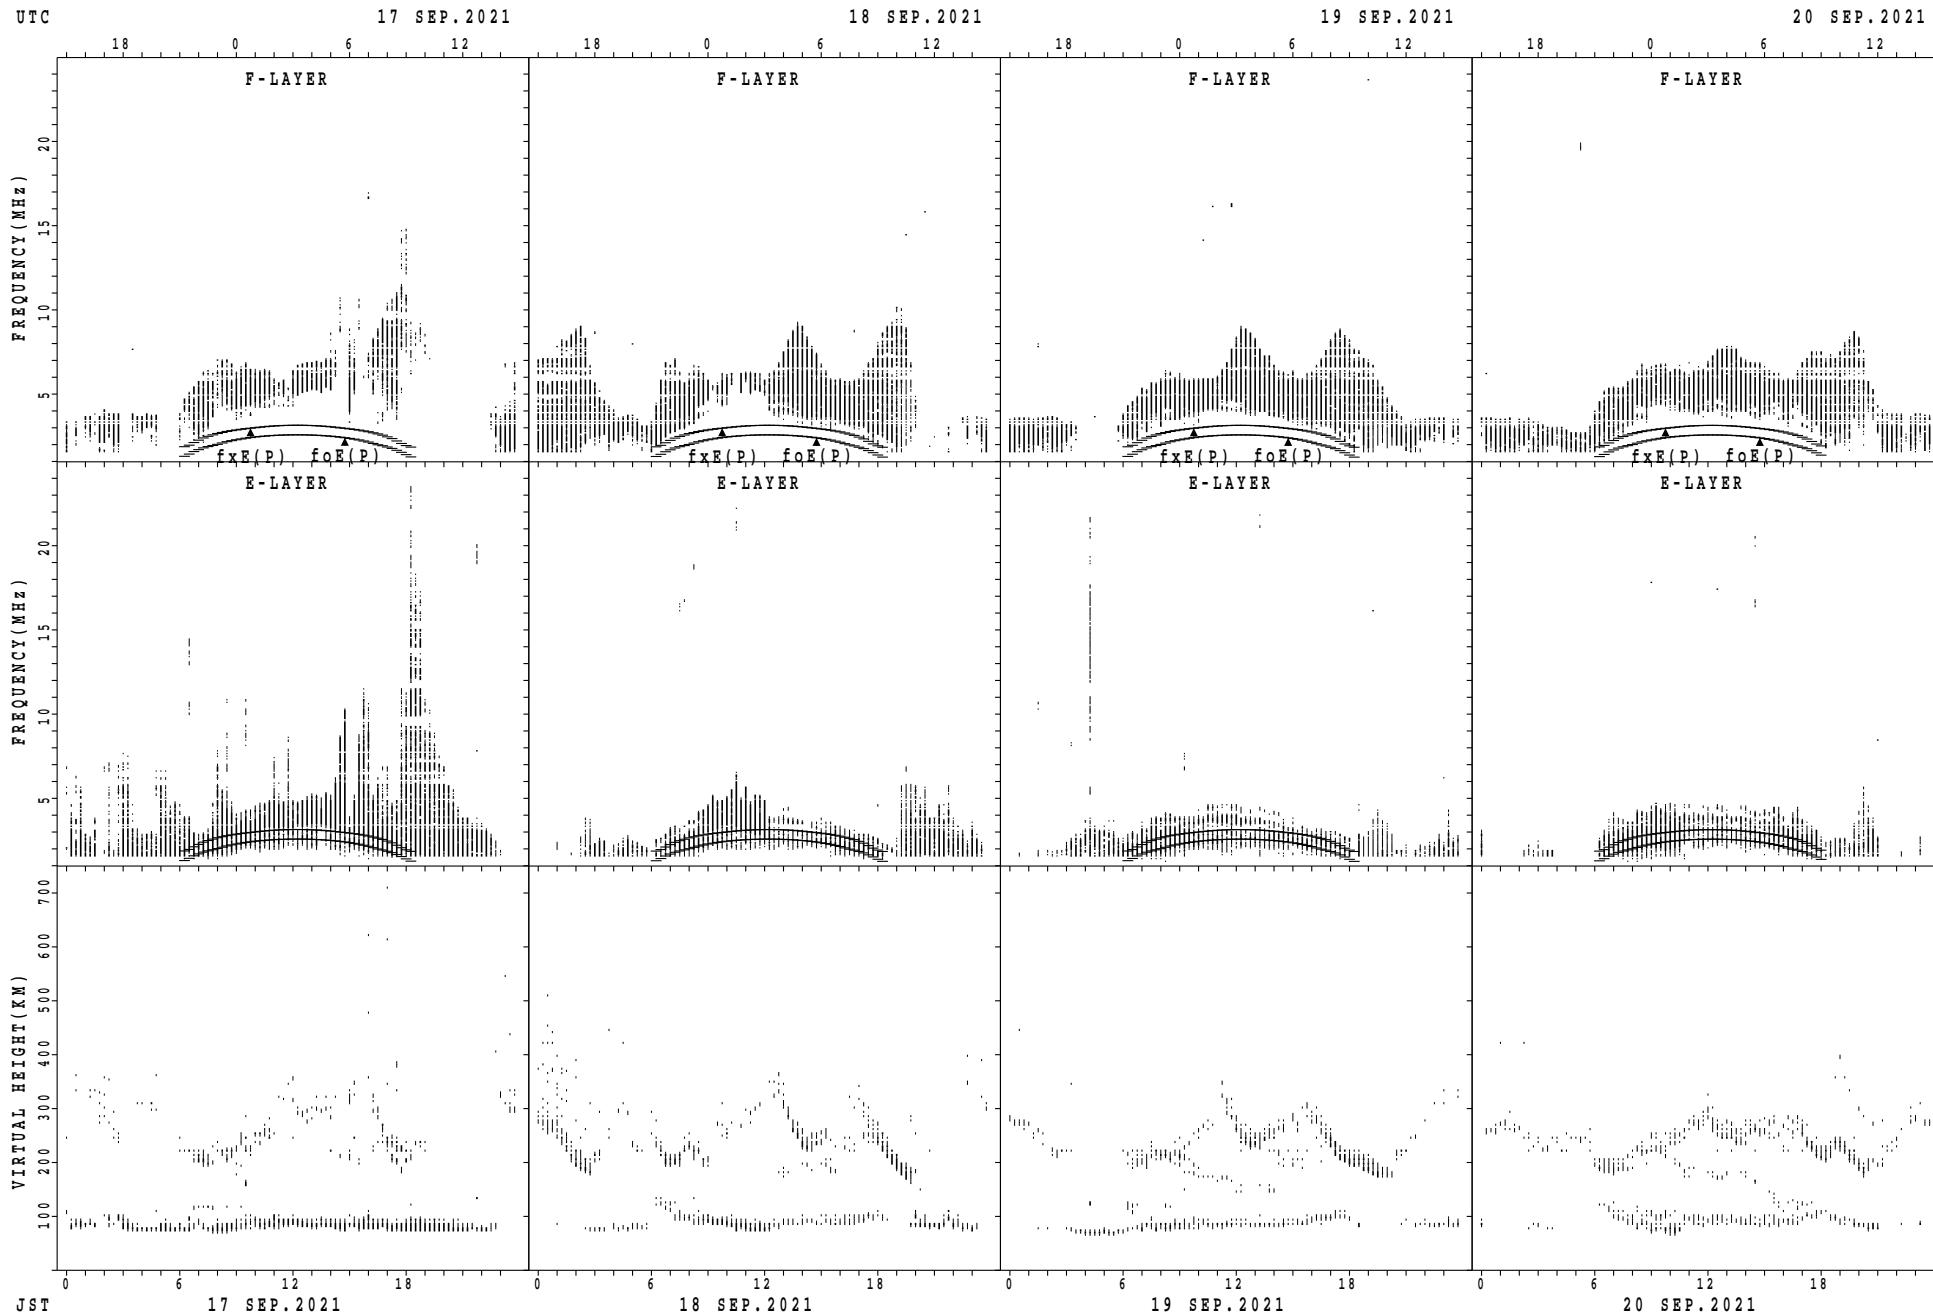 UTC 17 SEP.2021 18 SEP.2021 19 SEP.2021 20 SEP.2021
18 0 6 12 18 0 6 12 18 0 6 12 18 0 6 12
F-LAYER F-LAYER F-LAYER F-LAYER
FREQUENCY(MHz)
20
15
10
5
fxE(P) foE(P) fxE(P) foE(P) fxE(P) foE(P) fxE(P) foE(P)
E-LAYER E-LAYER E-LAYER E-LAYER
FREQUENCY(MHz)
20
15
10
5
VIRTUAL HEIGHT(KM)
700
600
500
400
300
200
100
0 6 12 18 0 6 12 18 0 6 12 18 0 6 12 18
JST 17 SEP.2021 18 SEP.2021 19 SEP.2021 20 SEP.2021